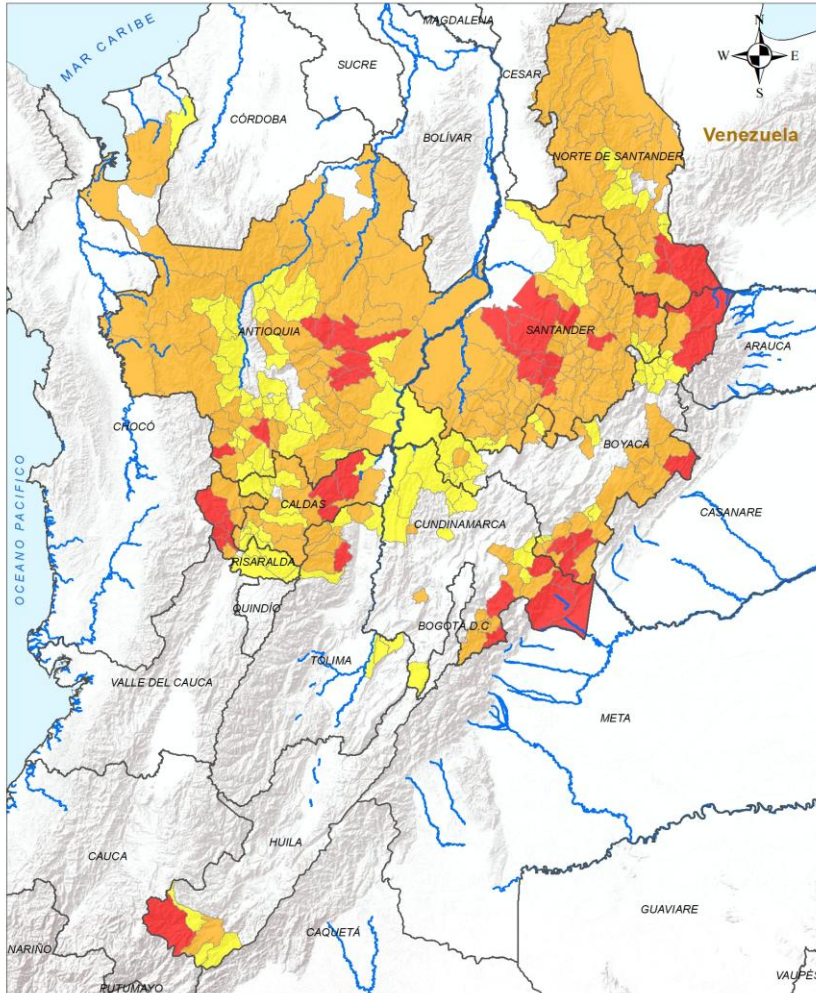 MAR CARIBE
MAGDALENA
N
W
E
S
SUCRE
CESAR
CÓRDOBA
BOLÍVAR
Venezuela
NORTE DE SANTANDER
ANTIOQUIA
SANTANDER
ARAUCA
CHOCÓ
BOYACÁ
OCEANO PACIFICO
CALDAS
CUNDINAMARCA
CASANARE
RISARALDA
QUINDÍO
BOGOTÁ D.C
TOLIMA
VALLE DEL CAUCA
META
HUILA
CAUCA
GUAVIARE
CAQUETÁ
NARIÑO
VAUPÉS
PUTUMAYO